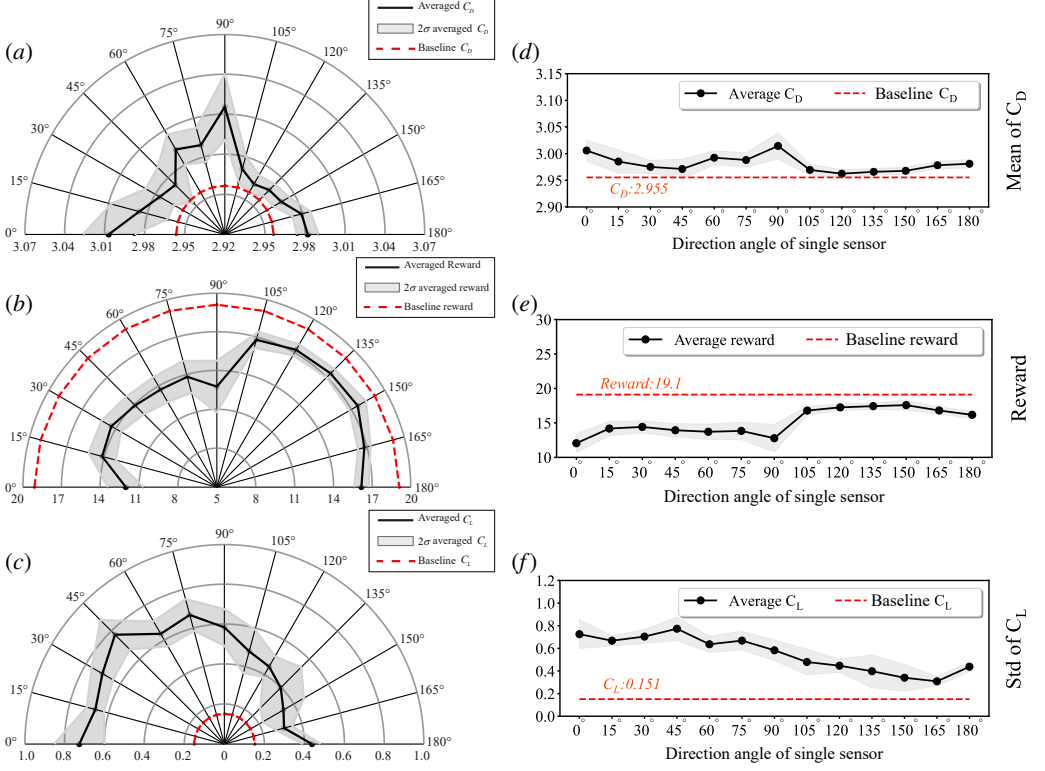 (a)
Averaged C_D
2σ averaged C_D
Baseline C_D
0°
15°
30°
45°
60°
75°
90°
105°
120°
135°
150°
165°
180°
3.07 3.04 3.01 2.98 2.95 2.92 2.95 2.98 3.01 3.04 3.07
(d)
Mean of C_D
3.15
3.10
3.05
3.00
2.95
2.90
Average C_D Baseline C_D
C_D:2.955
0° 15° 30° 45° 60° 75° 90° 105° 120° 135° 150° 165° 180°
Direction angle of single sensor
(b)
Averaged Reward
2σ averaged reward
Baseline reward
0°
15°
30°
45°
60°
75°
90°
105°
120°
135°
150°
165°
180°
20 17 14 11 8 5 8 11 14 17 20
(e)
Reward
30
25
20
15
10
Average reward Baseline reward
Reward:19.1
0° 15° 30° 45° 60° 75° 90° 105° 120° 135° 150° 165° 180°
Direction angle of single sensor
(c)
Averaged C_L
2σ averaged C_L
Baseline C_L
0°
15°
30°
45°
60°
75°
90°
105°
120°
135°
150°
165°
180°
1.0 0.8 0.6 0.4 0.2 0 0.2 0.4 0.6 0.8 1.0
(f)
Std of C_L
1.2
1.0
0.8
0.6
0.4
0.2
0.0
Average C_L Baseline C_L
C_L:0.151
0° 15° 30° 45° 60° 75° 90° 105° 120° 135° 150° 165° 180°
Direction angle of single sensor